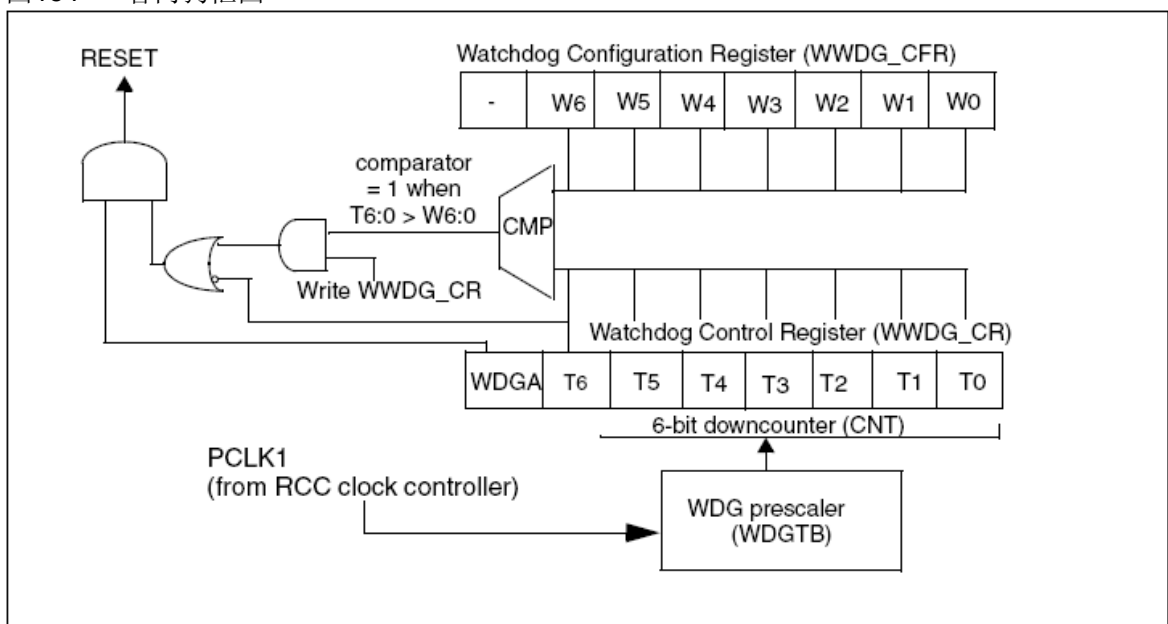 RESET
Watchdog Configuration Register (WWDG_CFR)
- W6 W5 W4 W3 W2 W1 W0
comparator
= 1 when
T6:0 > W6:0
CMP
Write WWDG_CR
Watchdog Control Register (WWDG_CR)
WDGA T6 T5 T4 T3 T2 T1 T0
6-bit downcounter (CNT)
PCLK1
(from RCC clock controller)
WDG prescaler
(WDGTB)